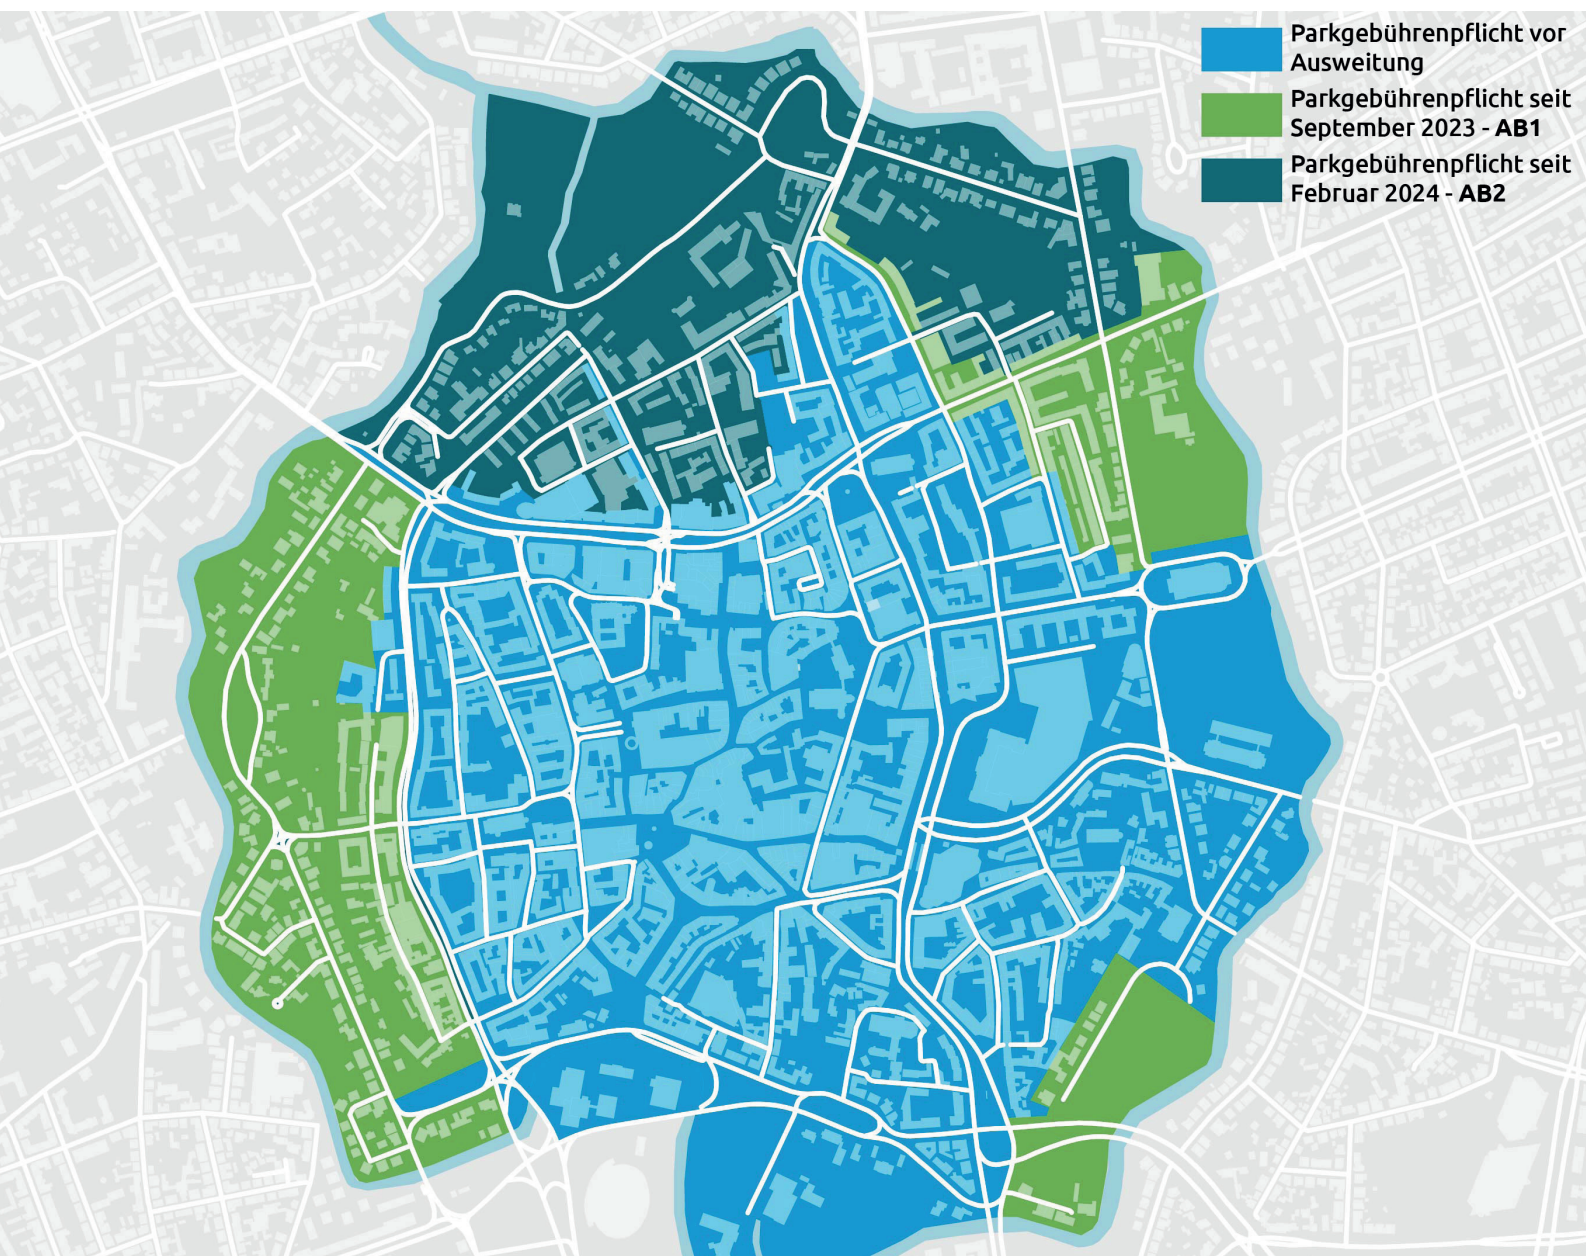 Parkgebührenpflicht vor
Ausweitung
Parkgebührenpflicht seit
September 2023 - AB1
Parkgebührenpflicht seit
Februar 2024 - AB2